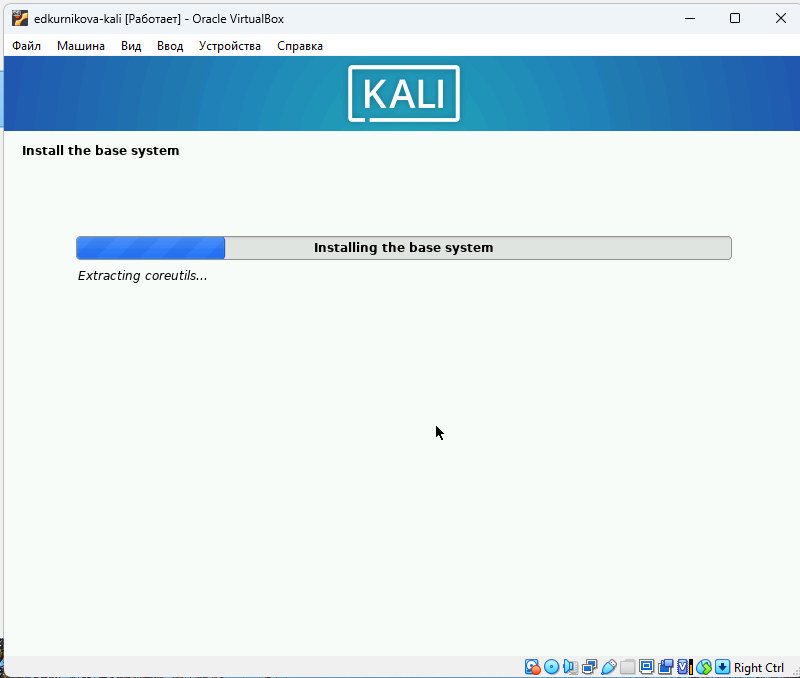 edkurnikova-kali [Работает] - Oracle VirtualBox
Файл Машина Вид Ввод Устройства Справка
KALI
Install the base system
Installing the base system
Extracting coreutils...
Right Ctrl